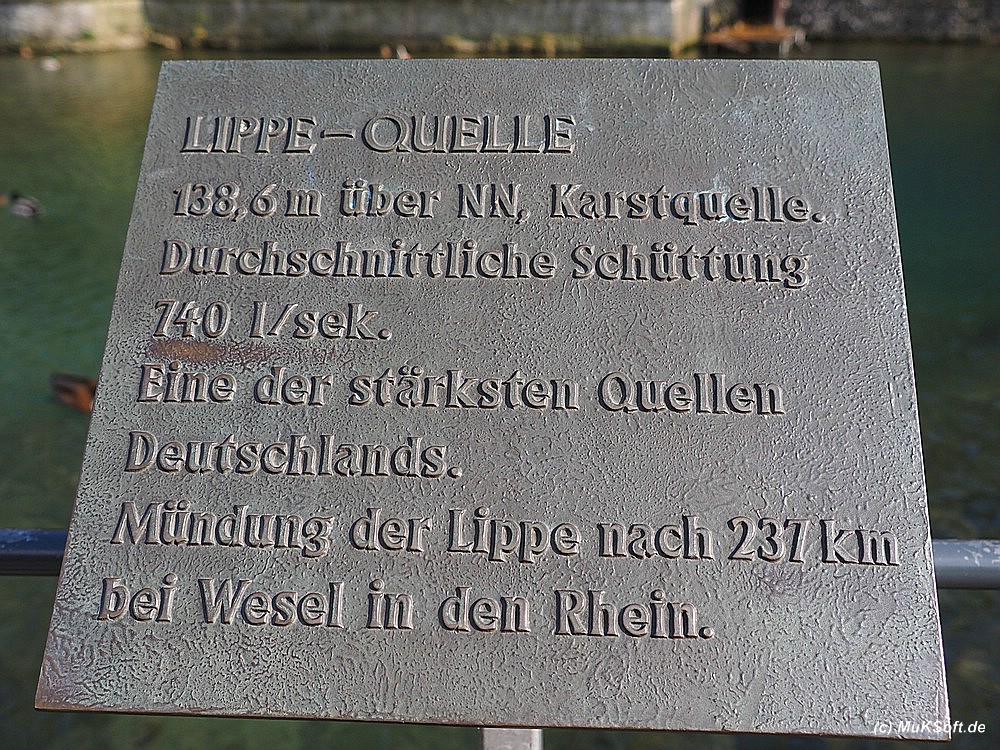 LIPPE-QUELLE
138,6 m über NN, Karstquelle.
Durchschnittliche Schüttung
740 l/sek.
Eine der stärksten Quellen
Deutschlands.
Mündung der Lippe nach 237 km
bei Wesel in den Rhein.
(c) MuKSoft.de